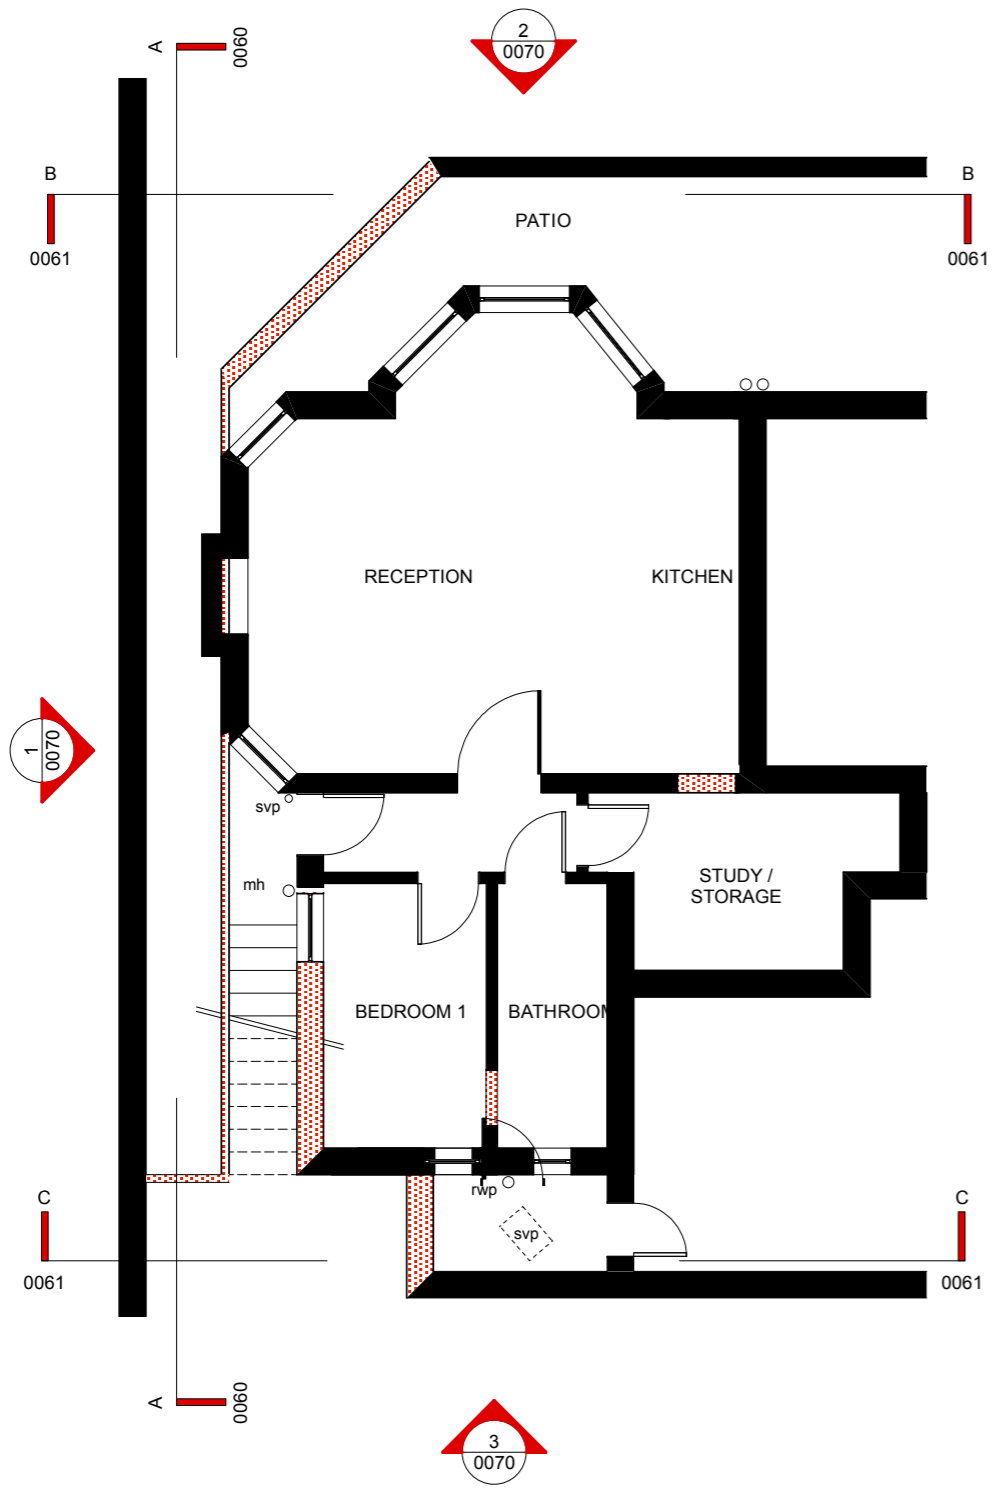 A
0060
2
0070
B
B
0061
0061
PATIO
RECEPTION
KITCHEN
1
0070
svp
mh
STUDY /
STORAGE
BEDROOM 1
BATHROOM
rwp
svp
C
C
0061
0061
A
0060
3
0070